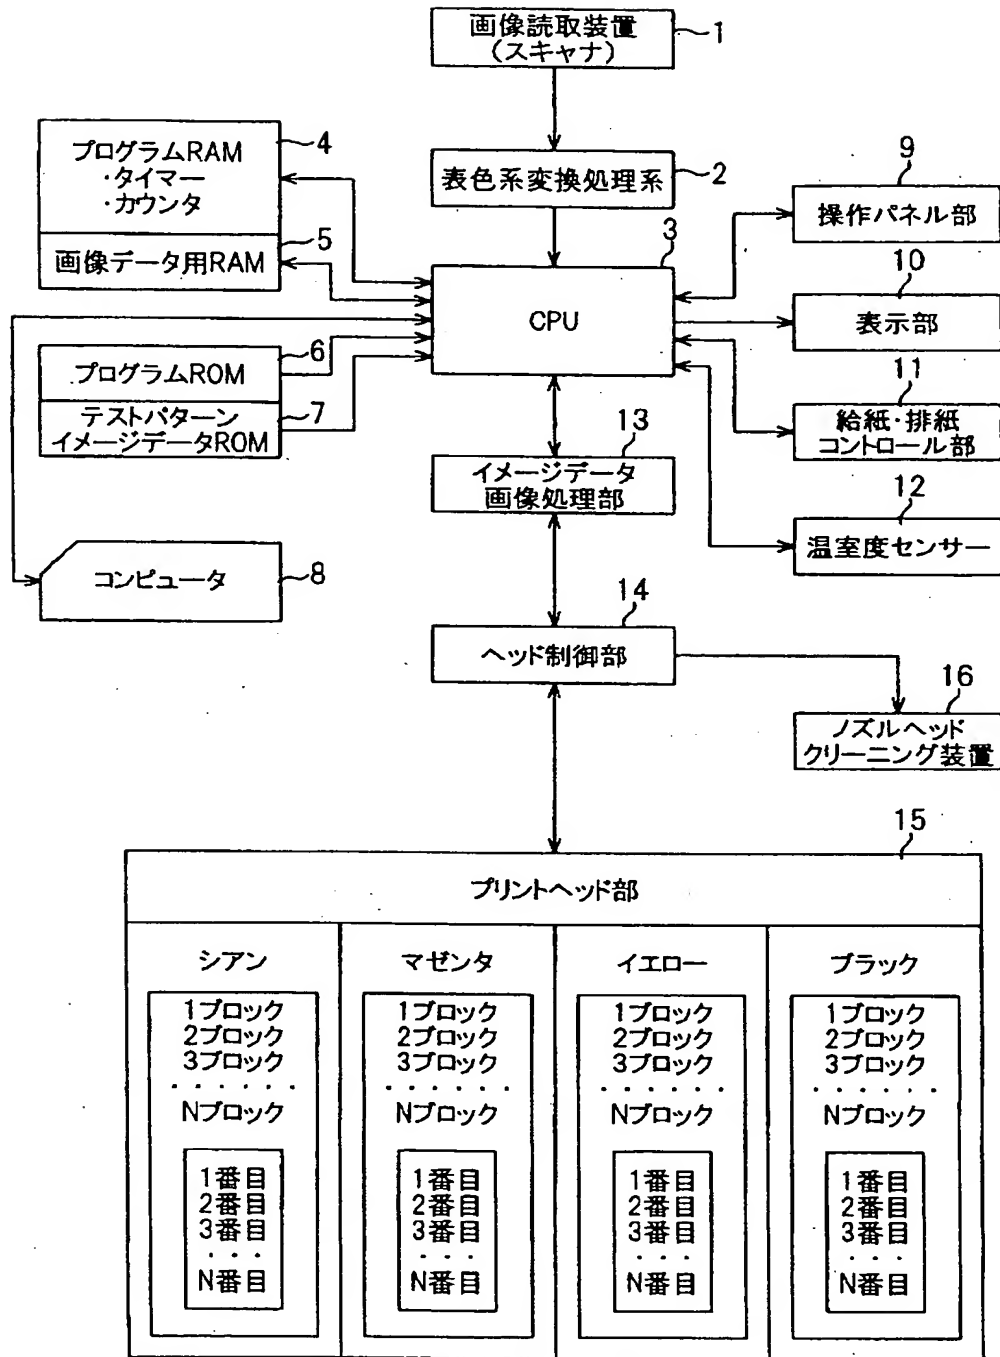 画像読取装置
(スキャナ)
1
表色系変換処理系
2
プログラムRAM
・タイマー
・カウンタ
4
画像データ用RAM
5
CPU
3
操作パネル部
9
表示部
10
給紙・排紙
コントロール部
11
温室度センサー
12
プログラムROM
6
テストパターン
イメージデータROM
7
コンピュータ
8
イメージデータ
画像処理部
13
ヘッド制御部
14
ノズルヘッド
クリーニング装置
16
15
プリントヘッド部
シアン
1ブロック
2ブロック
3ブロック
・・・・・・
Nブロック
1番目
2番目
3番目
・・・
N番目
マゼンタ
1ブロック
2ブロック
3ブロック
・・・・・・
Nブロック
1番目
2番目
3番目
・・・
N番目
イエロー
1ブロック
2ブロック
3ブロック
・・・・・・
Nブロック
1番目
2番目
3番目
・・・
N番目
ブラック
1ブロック
2ブロック
3ブロック
・・・・・・
Nブロック
1番目
2番目
3番目
・・・
N番目